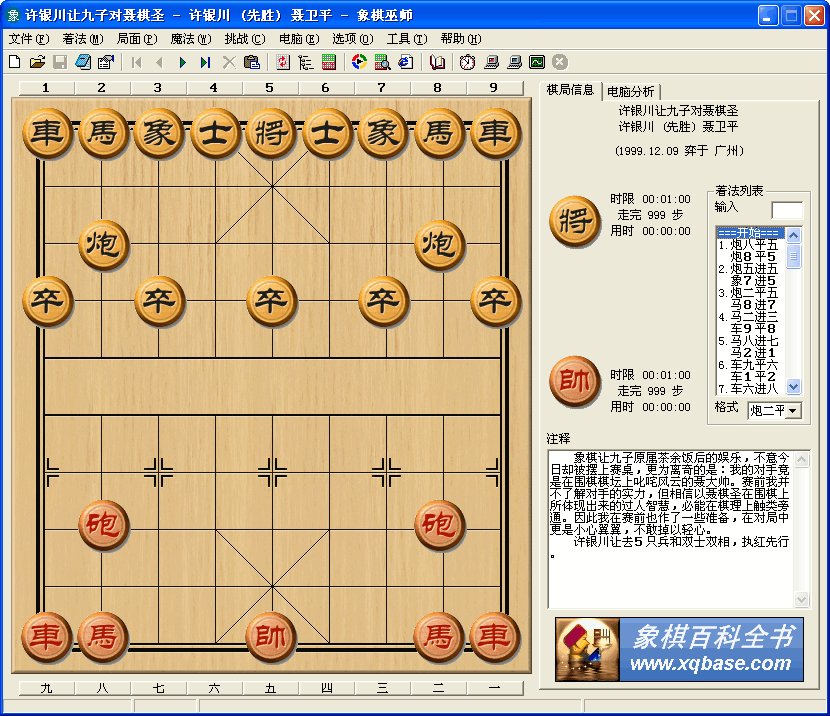 许银川让九子对聂棋圣 - 许银川 (先胜) 聂卫平 - 象棋巫师
文件(F) 着法(M) 局面(P) 魔法(W) 挑战(C) 电脑(E) 选项(O) 工具(T) 帮助(H)
1 2 3 4 5 6 7 8 9
車 馬 象 士 将 士 象 馬 車
炮 炮
卒 卒 卒 卒 卒
砲 砲
車 馬 帥 馬 車
九 八 七 六 五 四 三 二 一
棋局信息 电脑分析
许银川让九子对聂棋圣
许银川 (先胜) 聂卫平
(1999.12.09 弈于 广州)
将
时限 00:01:00
走完 999 步
用时 00:00:00
帥
时限 00:01:00
走完 999 步
用时 00:00:00
着法列表
输入
===开始===
1. 炮八平五
炮8平5
2. 炮五进五
象7进5
3. 炮二平五
马8进7
4. 马二进三
车9平8
5. 马八进七
马2进1
6. 车九平六
车1平2
7. 车六进八
格式 炮二平
注释
象棋让九子原属茶余饭后的娱乐，不意今
日却被摆上赛桌，更为离奇的是：我的对手竟
是在围棋棋坛上叱咤风云的聂大帅。赛前我并
不了解对手的实力，但相信以聂棋圣在围棋上
所体现出来的过人智慧，必能在棋理上触类旁
通。因此我在赛前也作了一些准备，在对局中
更是小心翼翼，不敢掉以轻心。
许银川让去5只兵和双士双相，执红先行
。
象棋百科全书
www.xqbase.com